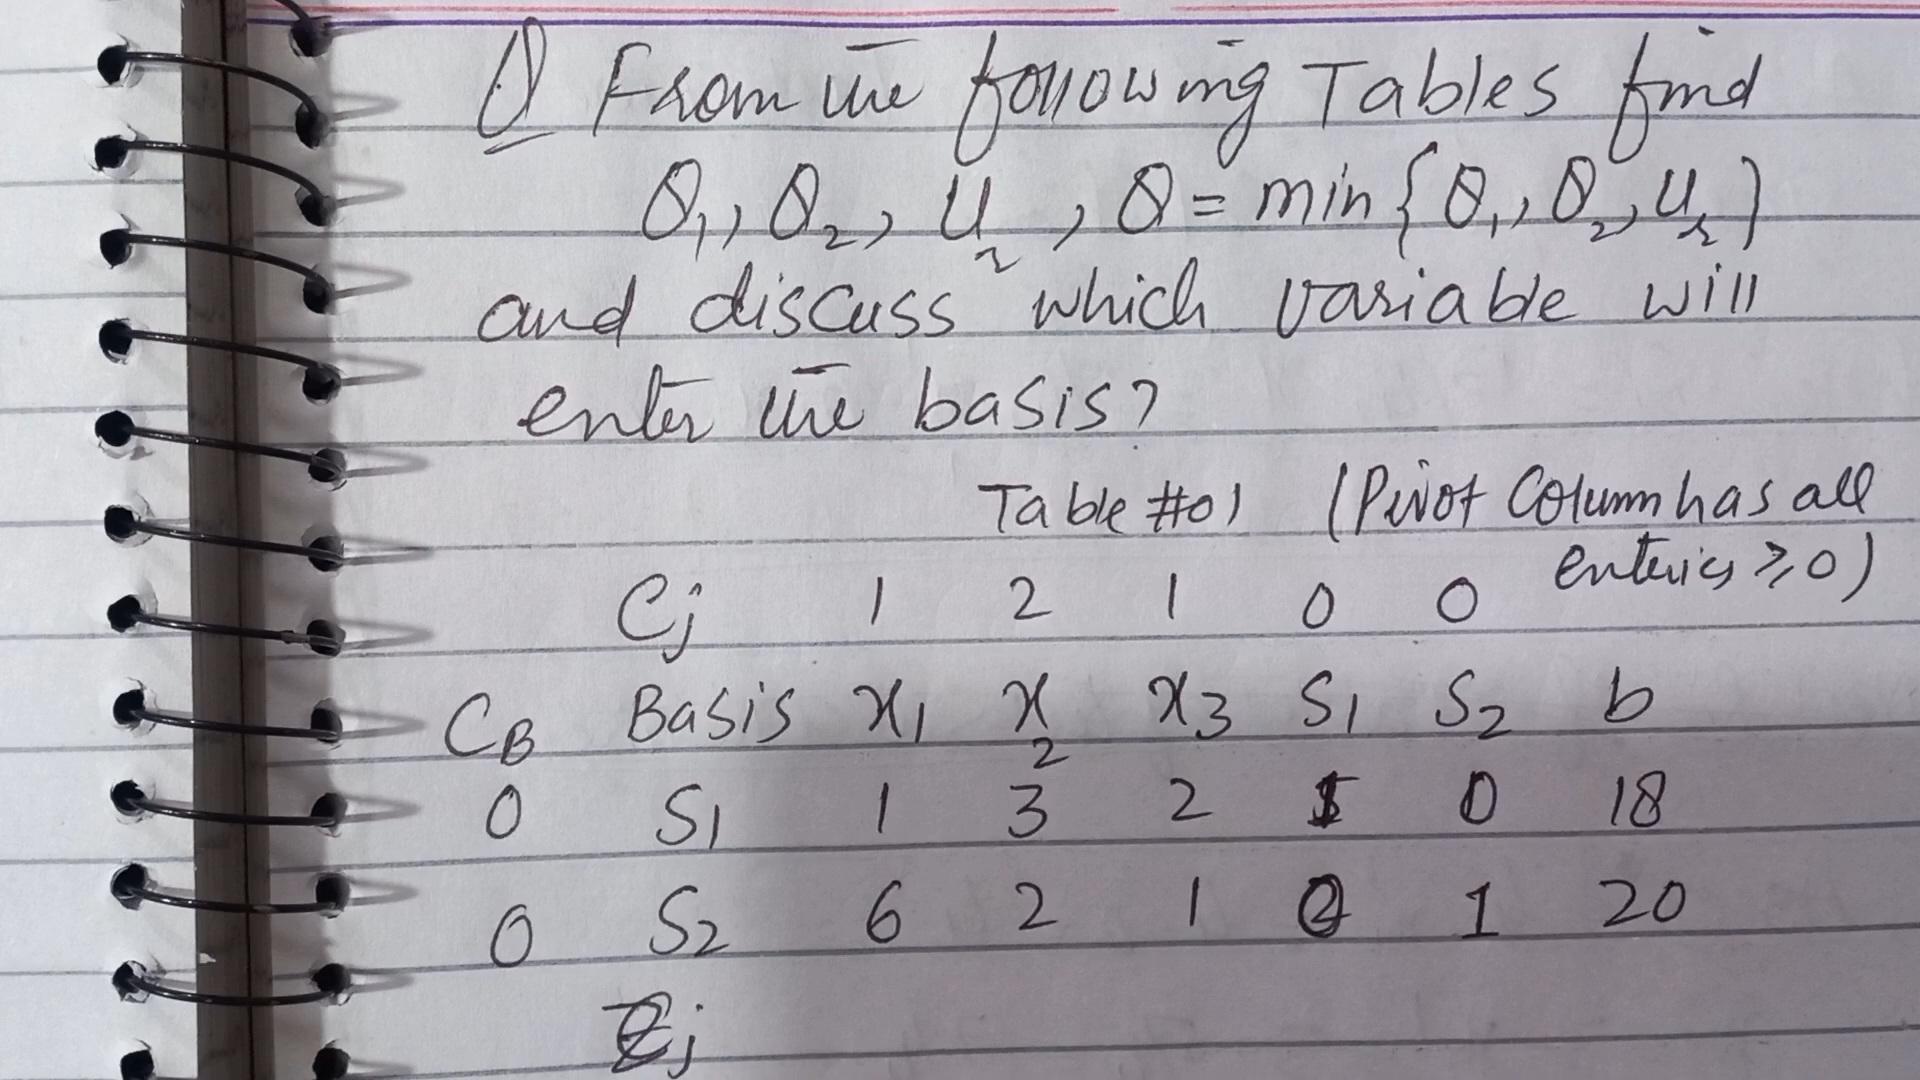 Q From the following Tables find
θ₁, θ₂, u₂, θ = min {θ₁, θ₂, u₂}
and discuss which variable will
enter the basis?
Table #01 (Pivot Column has all
enteries ≥ 0)
Cj 1 2 1 0 0
CB Basis x₁ x₂ x₃ S₁ S₂ b
0 S₁ 1 3 2 1 0 18
0 S₂ 6 2 1 0 1 20
Zj